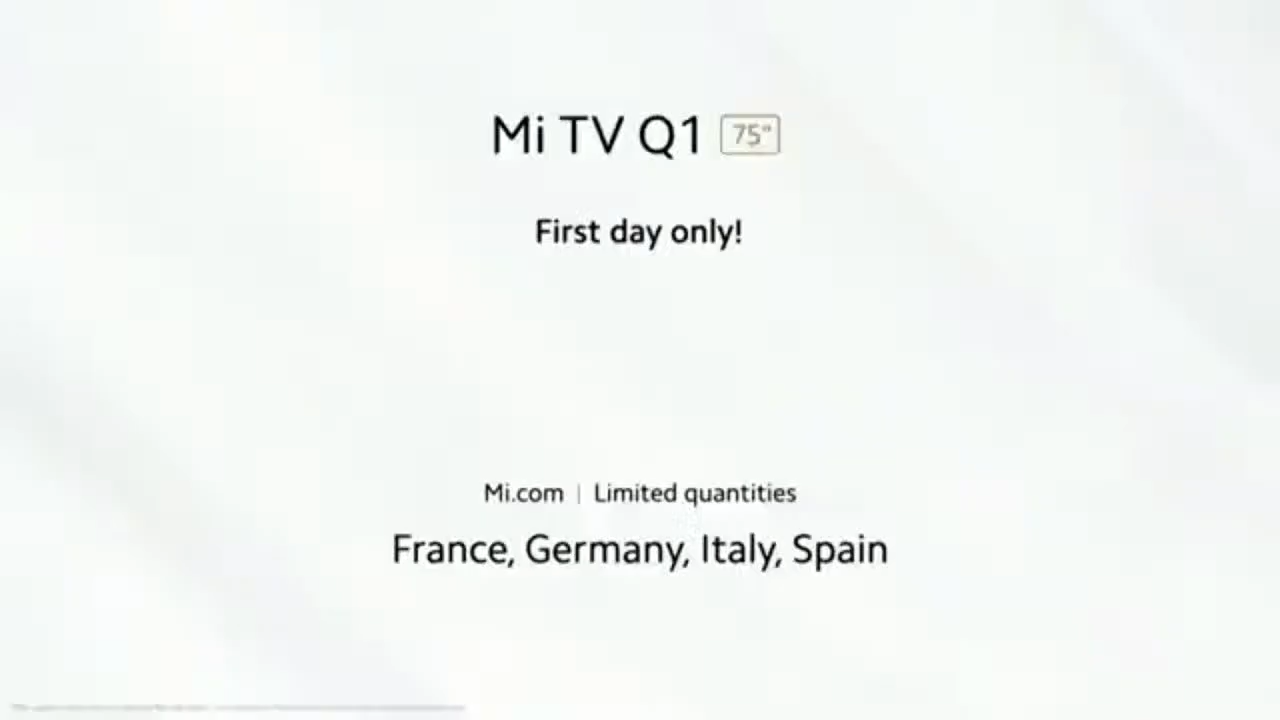 Mi TV Q1 75"
First day only!
Mi.com | Limited quantities
France, Germany, Italy, Spain